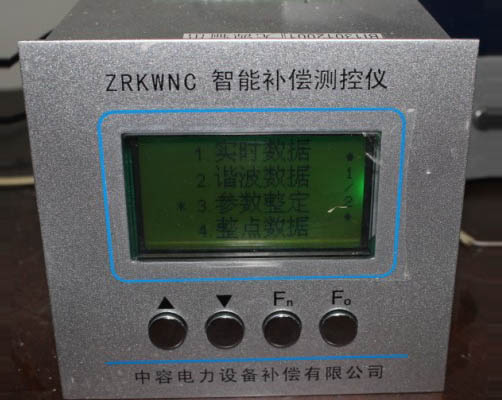 ZRKWNC 智能补偿测控仪
1 实时数据
2 谐波数据
* 3 参数整定
4 整点数据
1/2
▲ ▼ Fn Fo
中容电力设备补偿有限公司